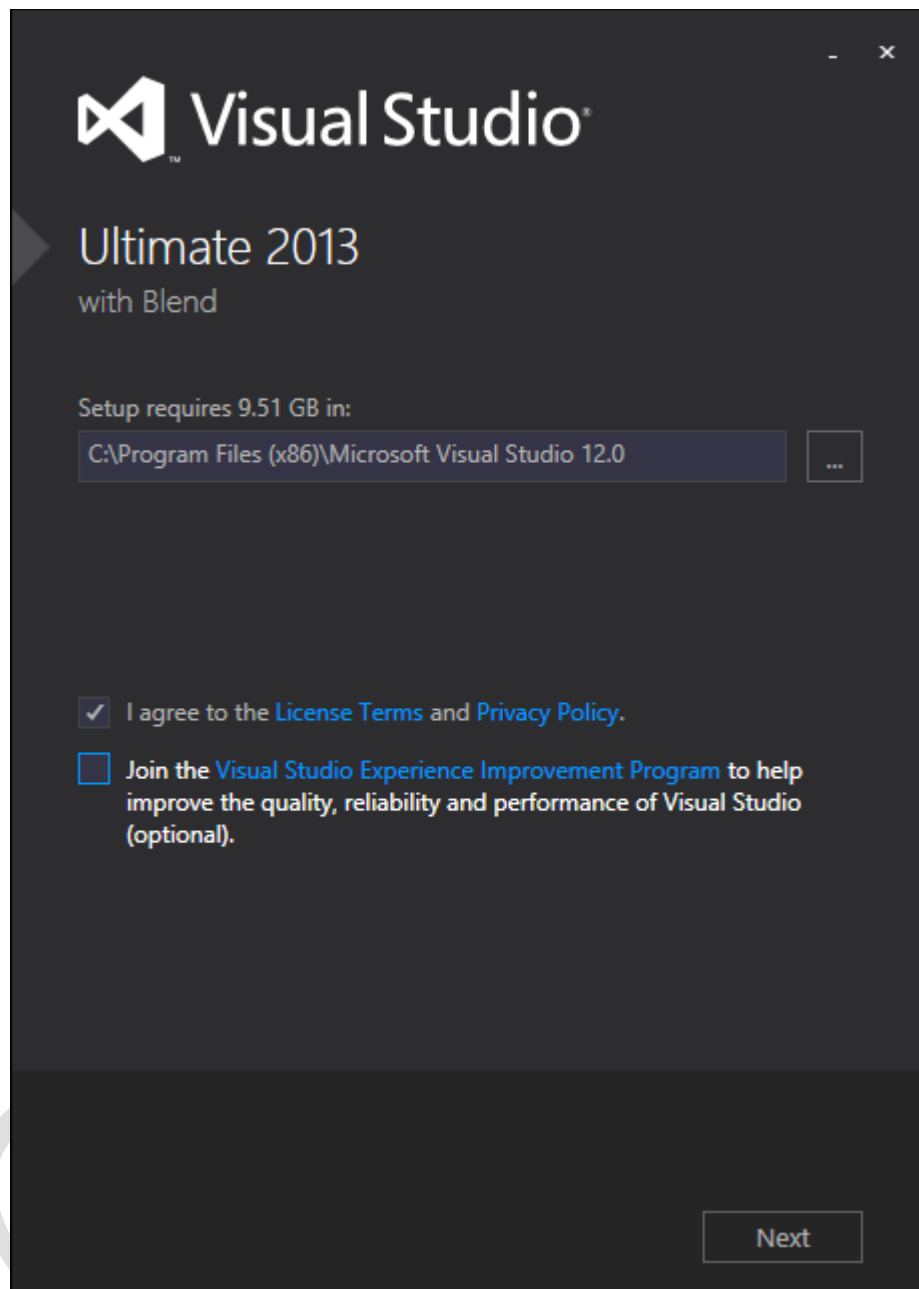 Visual Studio®
™
Ultimate 2013
with Blend
Setup requires 9.51 GB in:
C:\Program Files (x86)\Microsoft Visual Studio 12.0
...
I agree to the License Terms and Privacy Policy.
Join the Visual Studio Experience Improvement Program to help
improve the quality, reliability and performance of Visual Studio
(optional).
Next